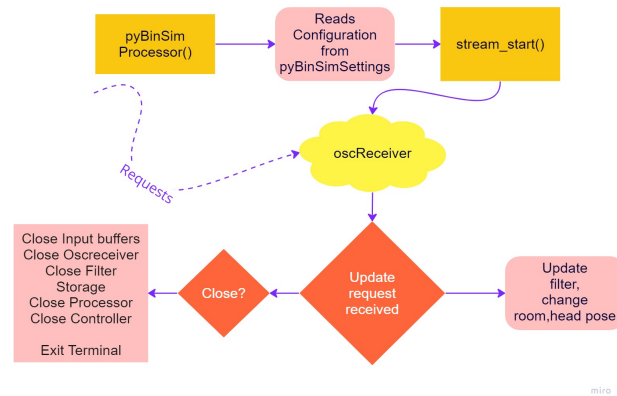 pyBinSim
Processor()
Reads
Configuration
from
pyBinSimSettings
stream_start()
oscReceiver
Requests
Close Input buffers
Close Oscreceiver
Close Filter
Storage
Close Processor
Close Controller
Exit Terminal
Close?
Update
request
received
Update
filter,
change
room,head pose
miro